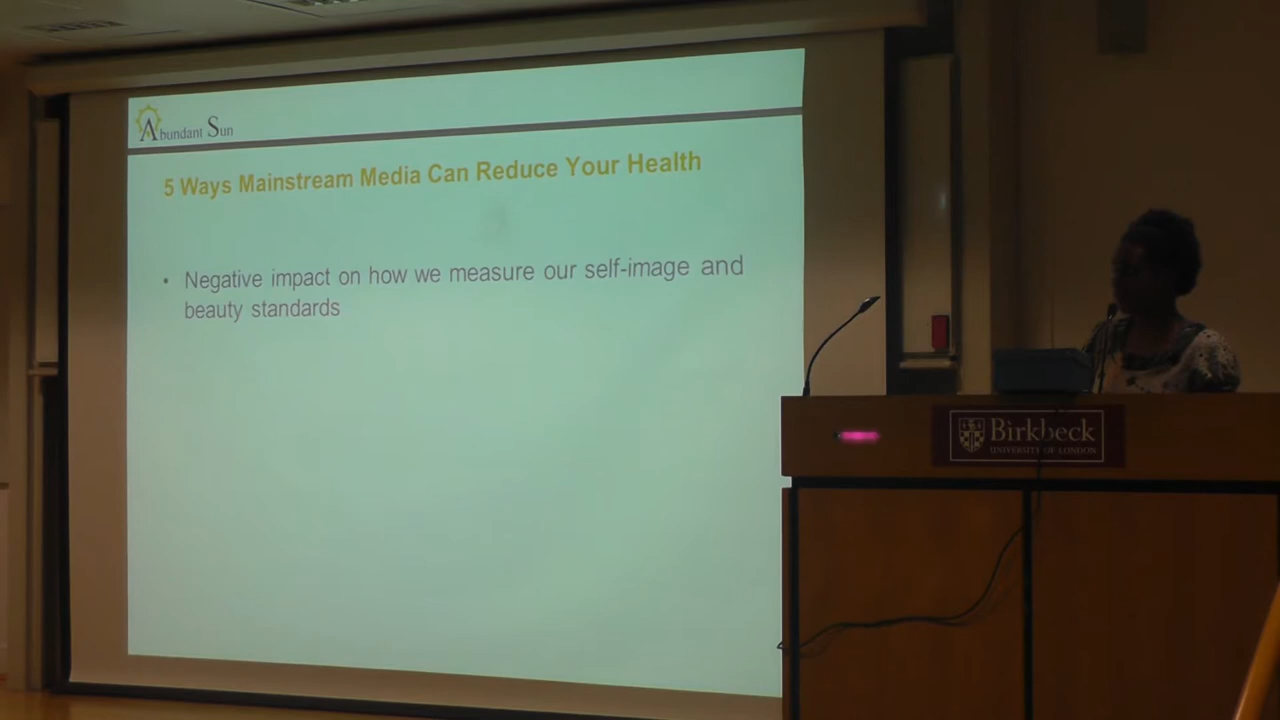 Abundant Sun
5 Ways Mainstream Media Can Reduce Your Health
• Negative impact on how we measure our self-image and
beauty standards
Birkbeck
UNIVERSITY OF LONDON